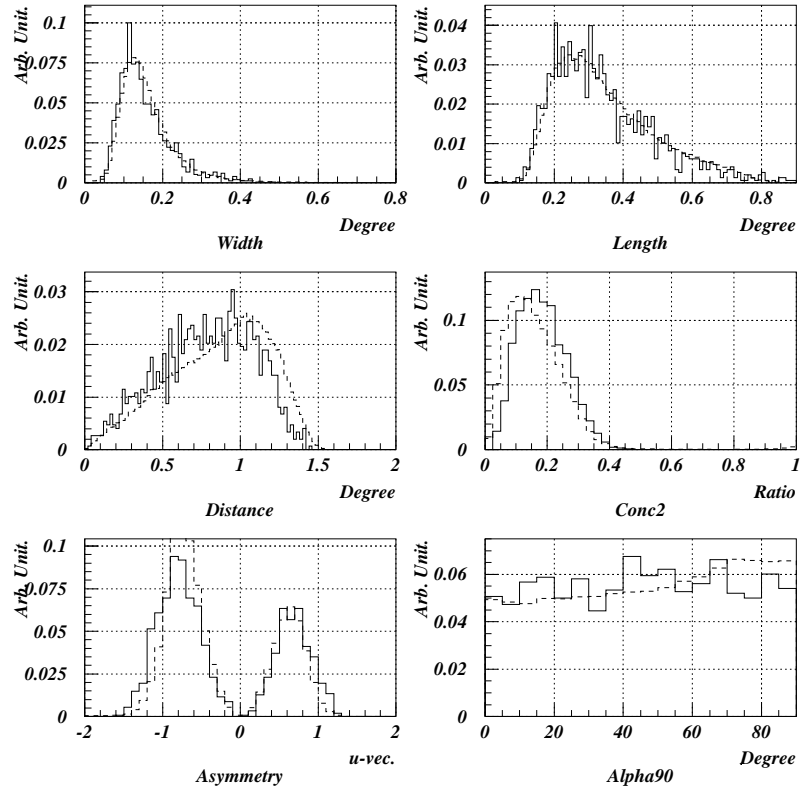 Arb. Unit.
0.1
0.075
0.05
0.025
0
0 0.2 0.4 0.6 0.8
Degree
Width
Arb. Unit.
0.04
0.03
0.02
0.01
0
0 0.2 0.4 0.6 0.8
Degree
Length
Arb. Unit.
0.03
0.02
0.01
0
0 0.5 1 1.5 2
Degree
Distance
Arb. Unit.
0.1
0.05
0
0 0.2 0.4 0.6 0.8 1
Ratio
Conc2
Arb. Unit.
0.1
0.075
0.05
0.025
0
-2 -1 0 1 2
u-vec.
Asymmetry
Arb. Unit.
0.06
0.04
0.02
0
0 20 40 60 80
Degree
Alpha90